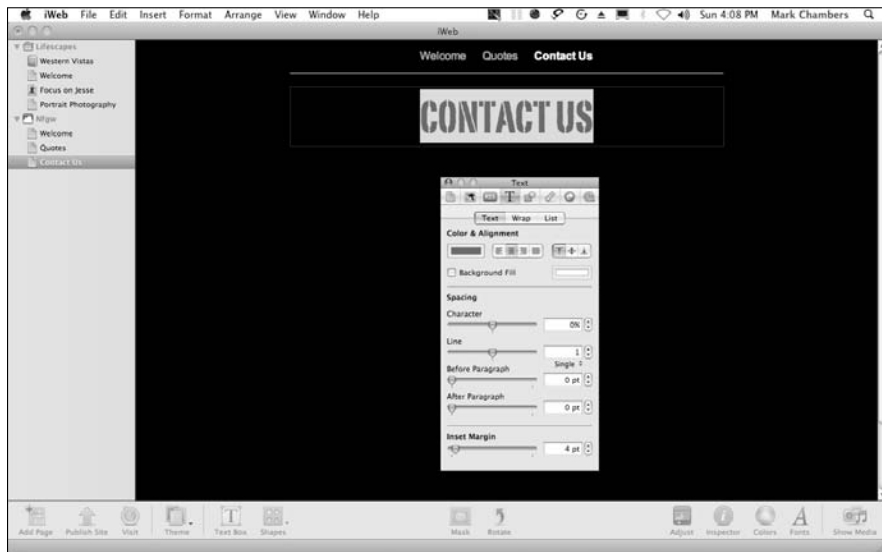 iWeb File Edit Insert Format Arrange View Window Help Sun 4:08 PM Mark Chambers
iWeb
Lifescapes
Western Vistas
Welcome
Focus on Jesse
Portrait Photography
Nfgw
Welcome
Quotes
Contact Us
Welcome Quotes Contact Us
CONTACT US
Text
Text Wrap List
Color & Alignment
Background Fill
Spacing
Character
0%
Line
1
Single
Before Paragraph
0 pt
After Paragraph
0 pt
Inset Margin
4 pt
Add Page Publish Site Visit Theme Text Box Shapes Mask Rotate Adjust Inspector Colors Fonts Show Media